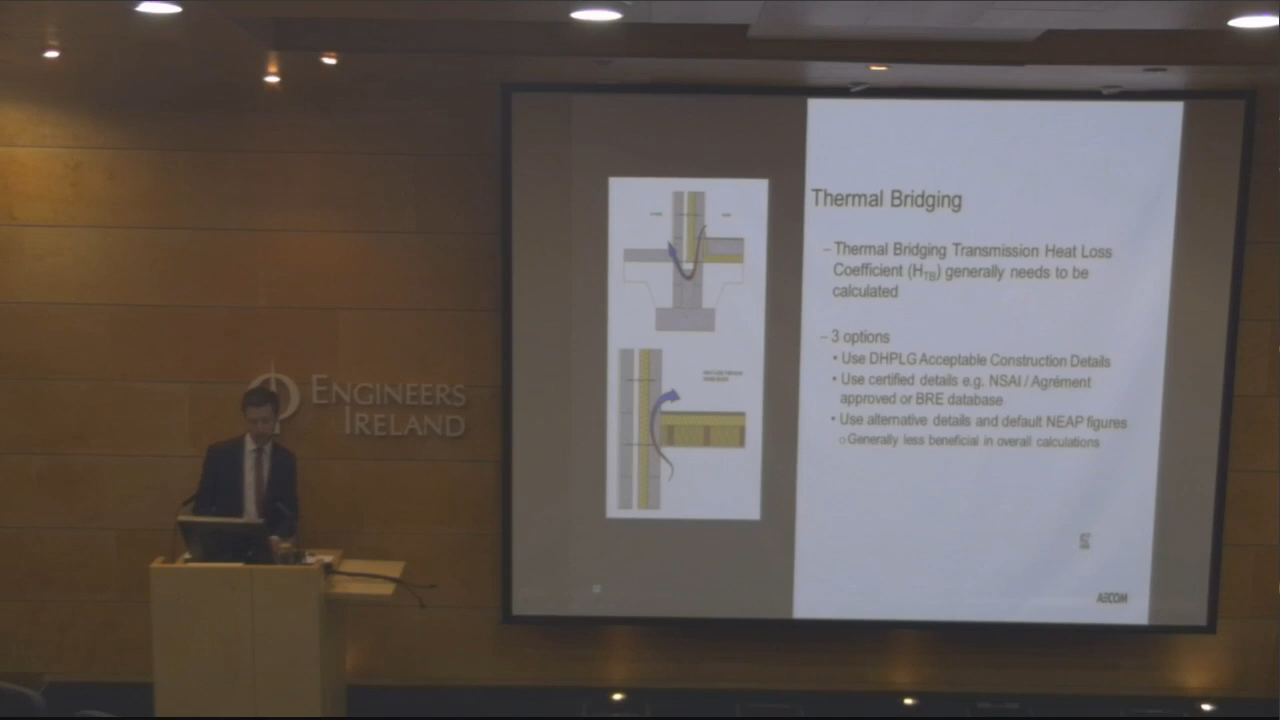 ENGINEERS
IRELAND
Thermal Bridging
– Thermal Bridging Transmission Heat Loss
Coefficient (HTB) generally needs to be
calculated
– 3 options
• Use DHPLG Acceptable Construction Details
• Use certified details e.g. NSAI / Agrément
approved or BRE database
• Use alternative details and default NEAP figures
o Generally less beneficial in overall calculations
AECOM